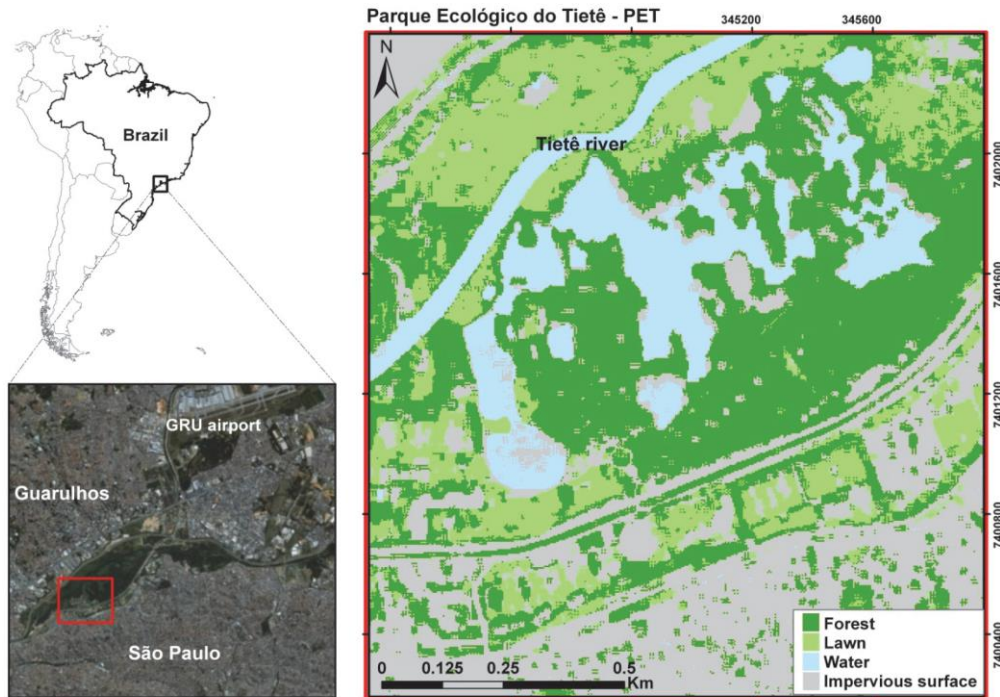 Parque Ecológico do Tietê - PET
345200
345600
N
Brazil
Tietê river
7402000
7401600
7401200
7400800
7400400
GRU airport
Guarulhos
São Paulo
Forest
Lawn
Water
Impervious surface
0 0.125 0.25 0.5
Km